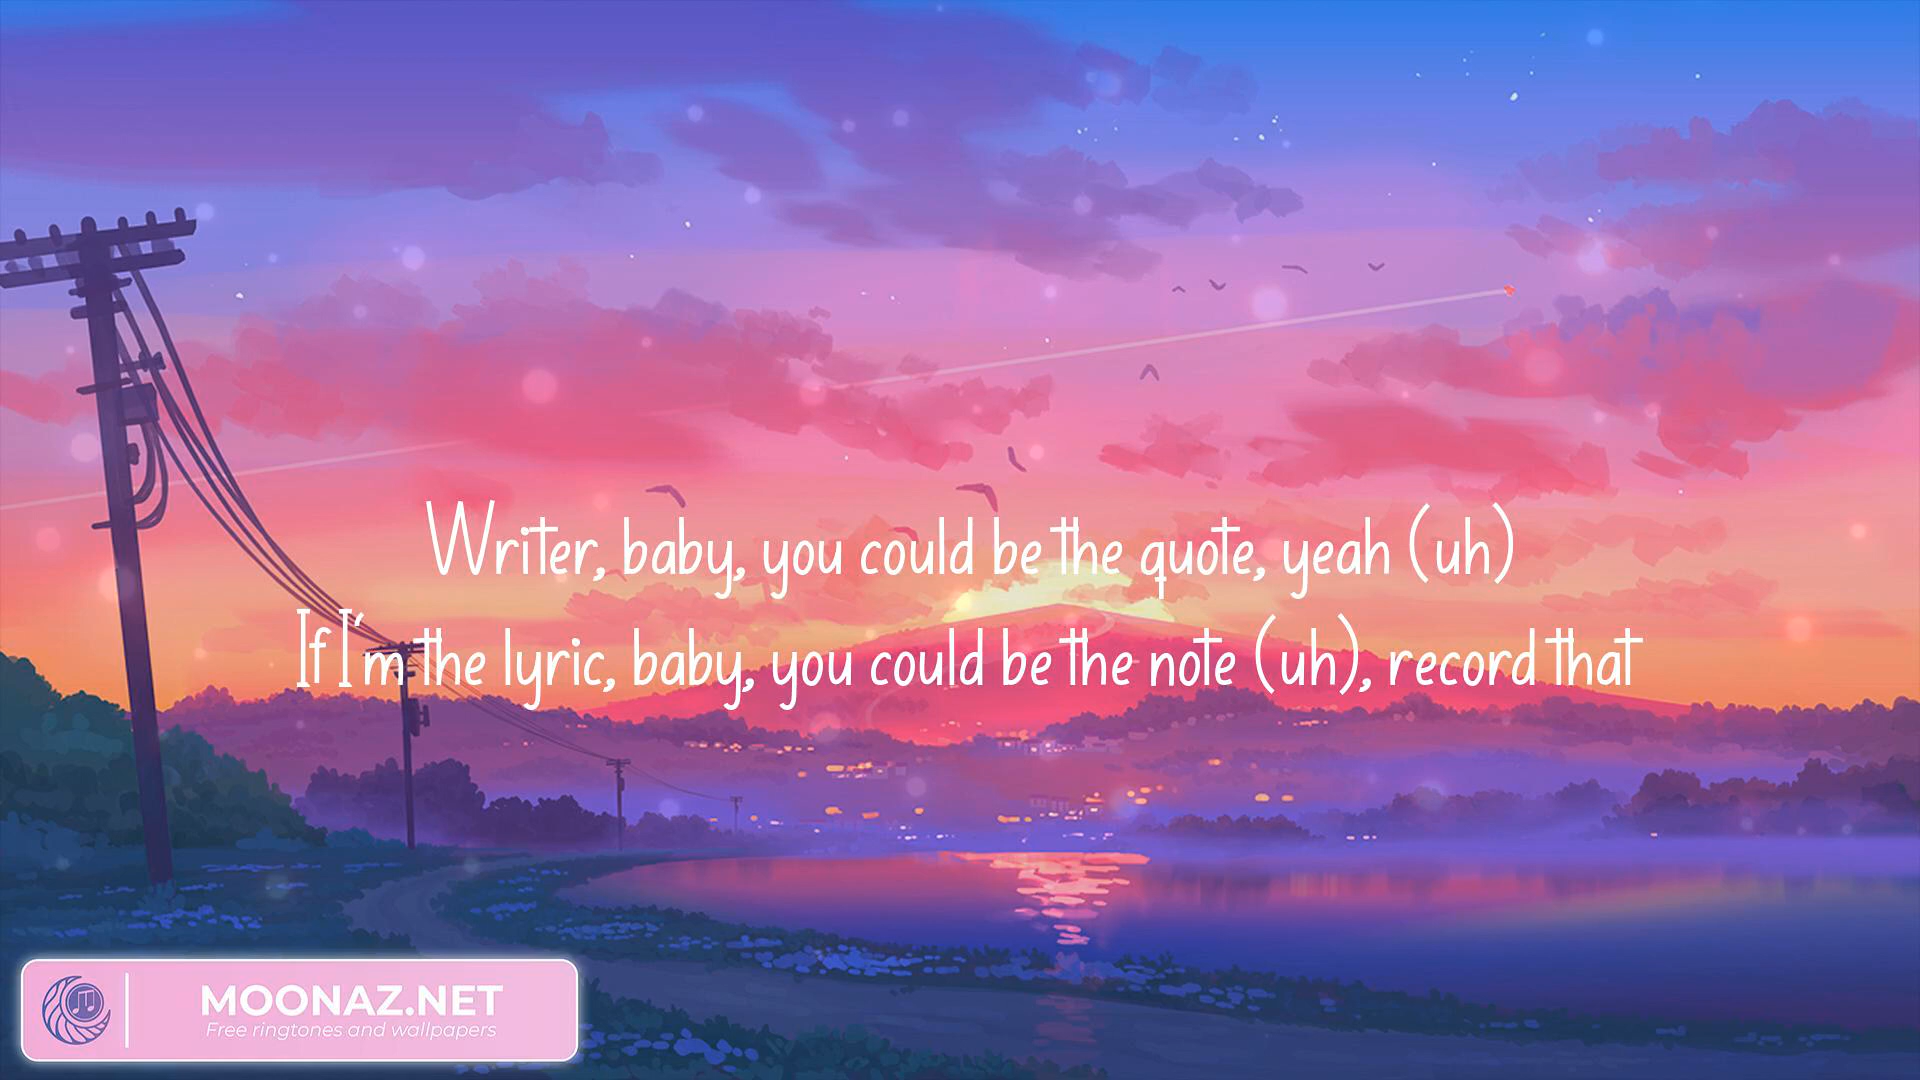 Writer, baby, you could be the quote, yeah (uh)
If I'm the lyric, baby, you could be the note (uh), record that
MOONAZ.NET
Free ringtones and wallpapers